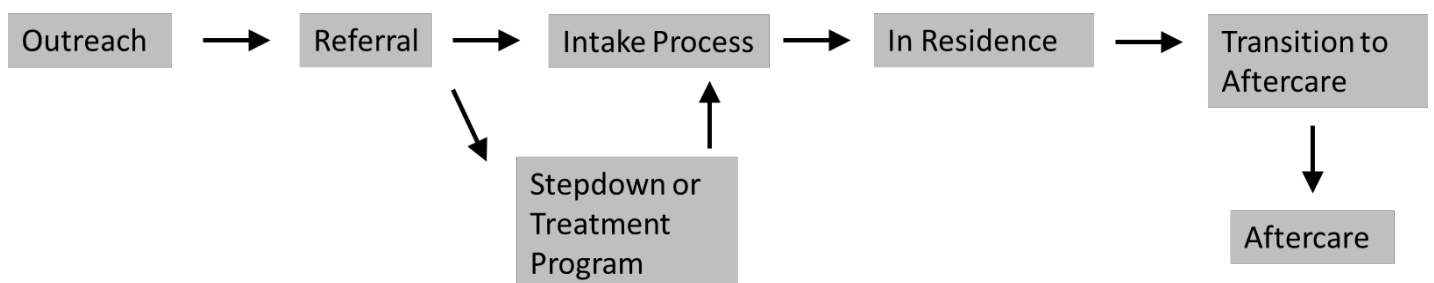 Outreach
Referral
Intake Process
In Residence
Transition to
Aftercare
Stepdown or
Treatment
Program
Aftercare